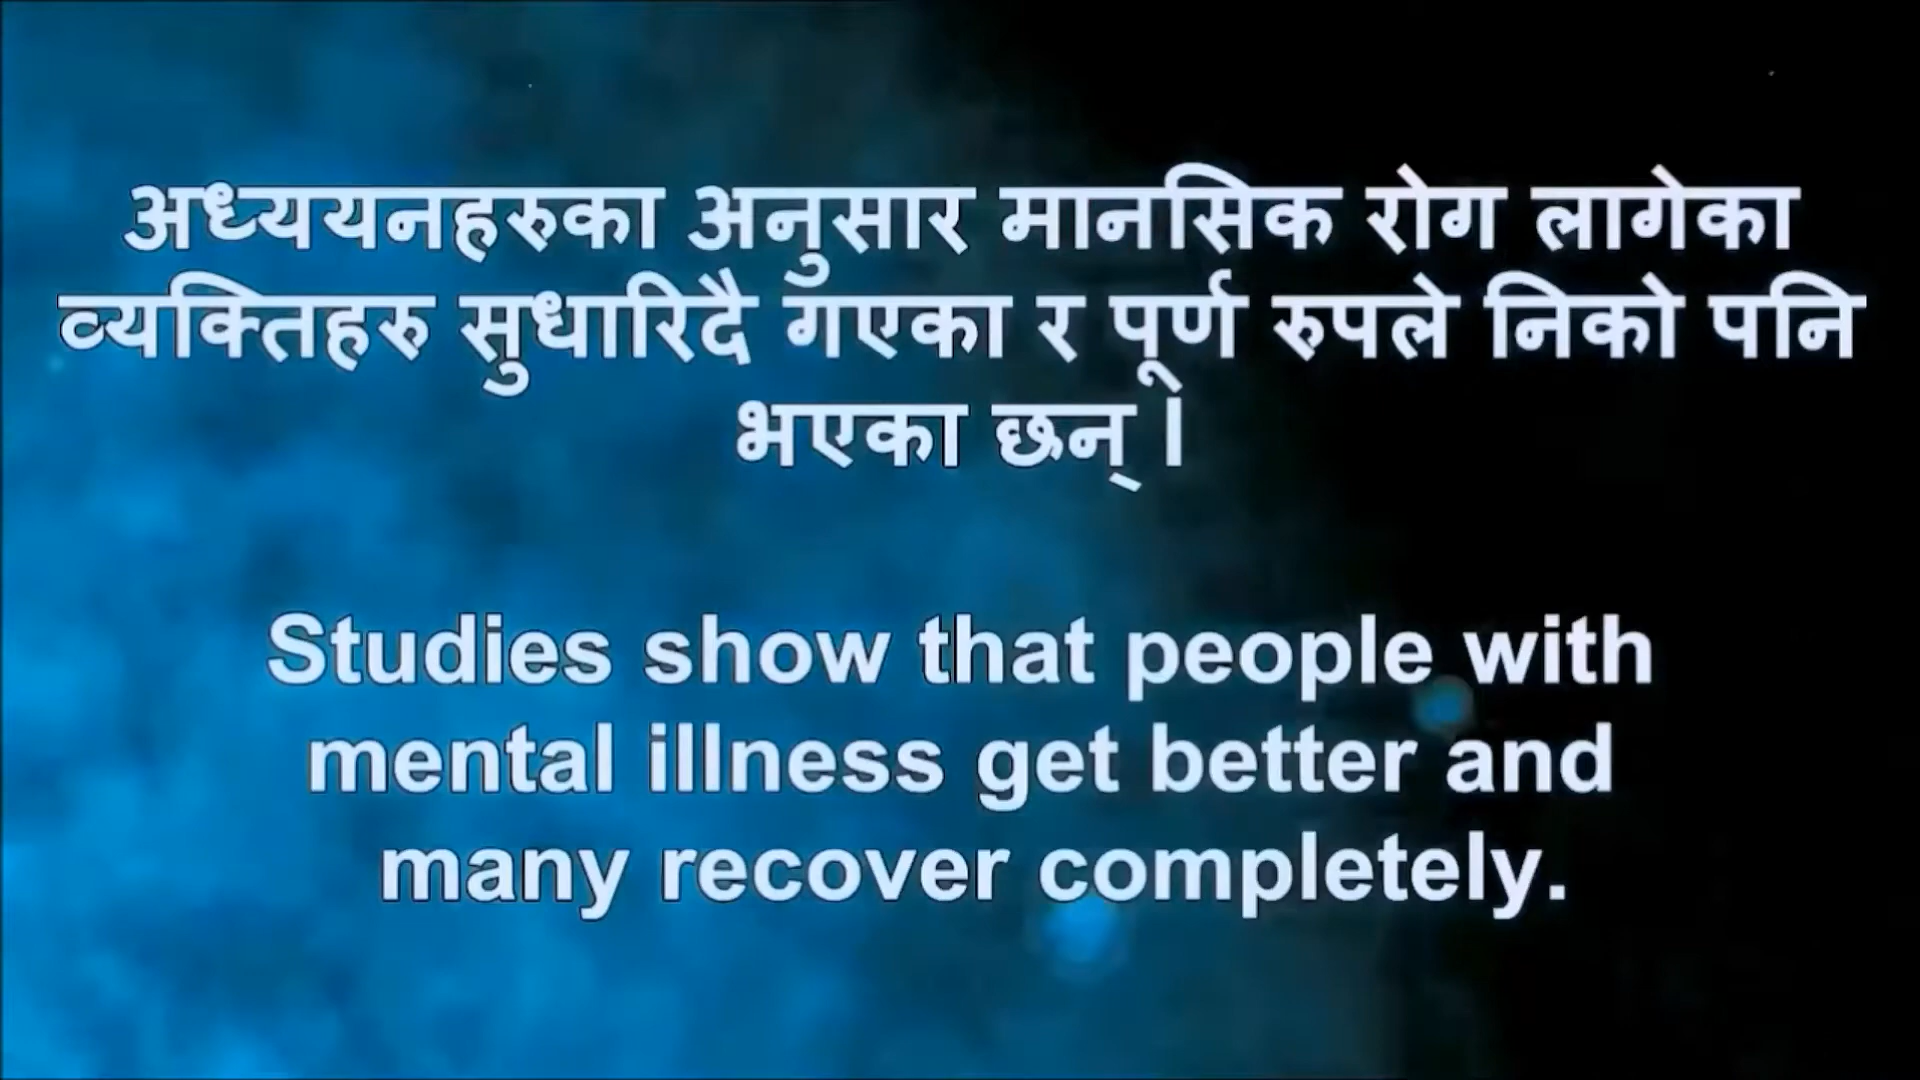 अध्ययनहरुका अनुसार मानसिक रोग लागेका
व्यक्तिहरु सुधारिदै गएका र पूर्ण रुपले निको पनि
भएका छन् ।
Studies show that people with
mental illness get better and
many recover completely.